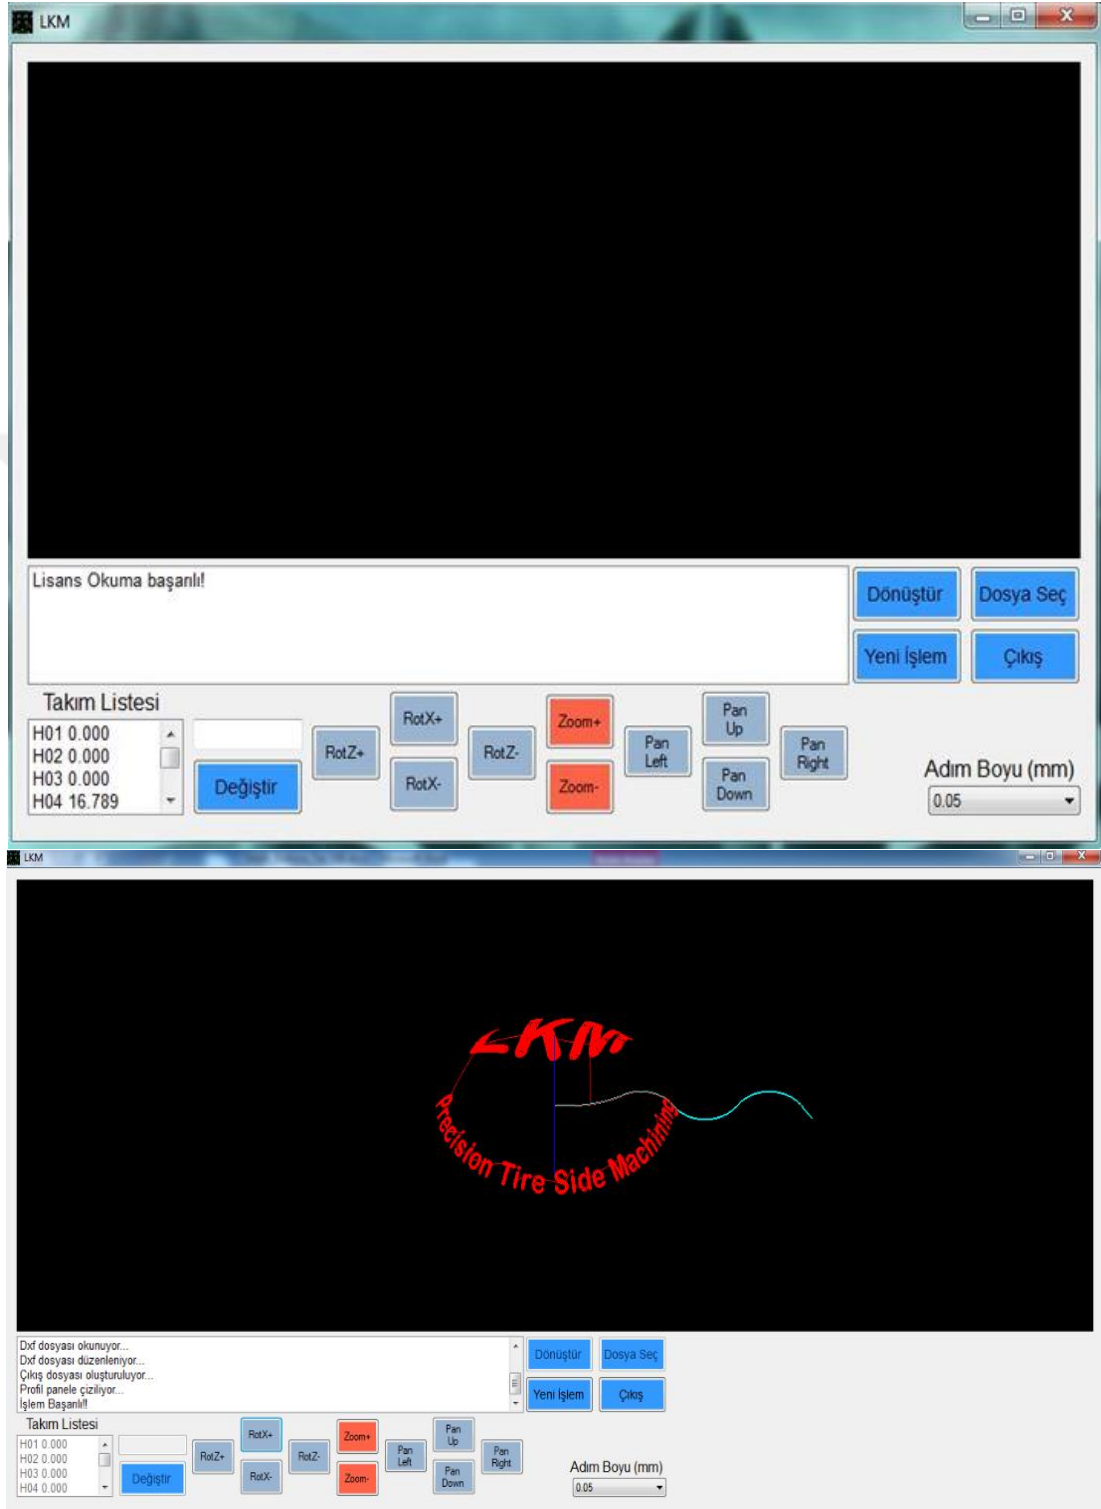 LKM
Lisans Okuma başarılı!
Dönüştür
Dosya Seç
Yeni İşlem
Çıkış
Takım Listesi
H01 0.000
H02 0.000
H03 0.000
H04 16.789
Değiştir
RotZ+
RotX+
RotX-
RotZ-
Zoom+
Zoom-
Pan
Left
Pan
Up
Pan
Down
Pan
Right
Adım Boyu (mm)
0.05
LKM
LKM
Precision Tire Side Machining
Dxf dosyası okunuyor...
Dxf dosyası düzenleniyor...
Çıkış dosyası oluşturuluyor...
Profil panele çiziliyor...
İşlem Başarılı!!
Dönüştür
Dosya Seç
Yeni İşlem
Çıkış
Takım Listesi
H01 0.000
H02 0.000
H03 0.000
H04 0.000
Değiştir
RotZ+
RotX+
RotX-
RotZ-
Zoom+
Zoom-
Pan
Left
Pan
Up
Pan
Down
Pan
Right
Adım Boyu (mm)
0.05